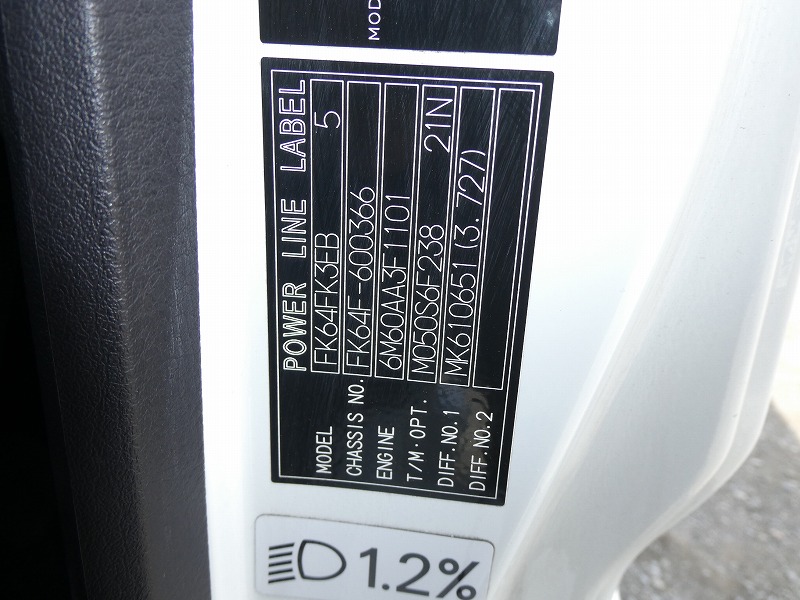 MOD
POWER LINE LABEL
MODEL FK64FK3EB 5
CHASSIS NO. FK64F-600366
ENGINE 6M60AA3F1101
T/M·OPT. M050S6F238 21N
DIFF.NO.1 MK610651(3.727)
DIFF.NO.2
1.2%